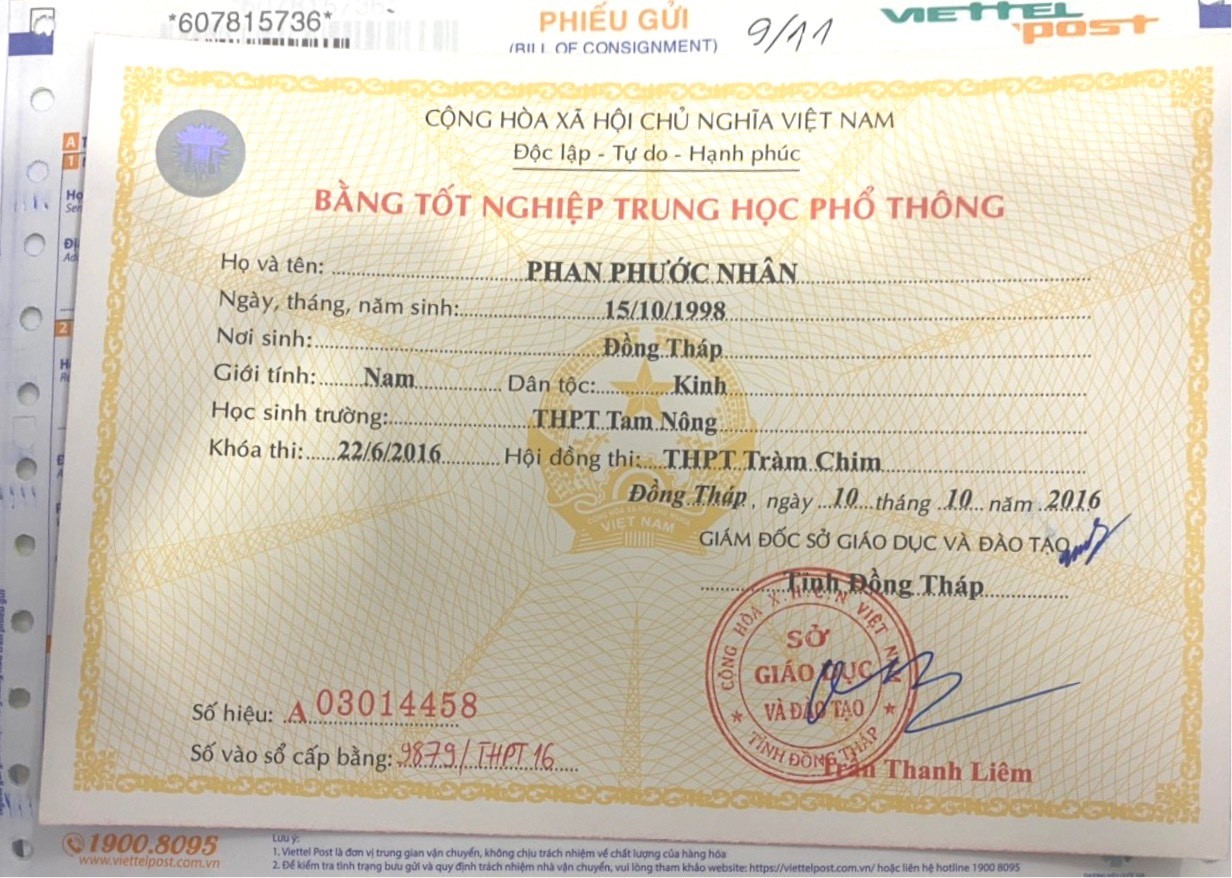 *607815736*
PHIẾU GỬI
(BILL OF CONSIGNMENT)
9/11
VIETTEL
post
CỘNG HÒA XÃ HỘI CHỦ NGHĨA VIỆT NAM
Độc lập - Tự do - Hạnh phúc
BẰNG TỐT NGHIỆP TRUNG HỌC PHỔ THÔNG
Họ và tên: PHAN PHƯỚC NHÂN
Ngày, tháng, năm sinh: 15/10/1998
Nơi sinh: Đồng Tháp
Giới tính: Nam Dân tộc: Kinh
Học sinh trường: THPT Tam Nông
Khóa thi: 22/6/2016 Hội đồng thi: THPT Tràm Chim
Đồng Tháp, ngày 10 tháng 10 năm 2016
VIỆT NAM
GIÁM ĐỐC SỞ GIÁO DỤC VÀ ĐÀO TẠO
Tỉnh Đồng Tháp
CỘNG HÒA X.H.C.N VIỆT NAM
SỞ
GIÁO DỤC
VÀ ĐÀO TẠO
TỈNH ĐỒNG THÁP
Số hiệu: A 03014458
Số vào sổ cấp bằng: 9879/THPT 16
Trần Thanh Liêm
1900.8095
www.viettelpost.com.vn
Lưu ý:
1. Viettel Post là đơn vị trung gian vận chuyển, không chịu trách nhiệm về chất lượng của hàng hóa
2. Để kiểm tra tình trạng bưu gửi và quy định trách nhiệm nhà vận chuyển, vui lòng tham khảo website: https://viettelpost.com.vn/ hoặc liên hệ hotline 1900 8095